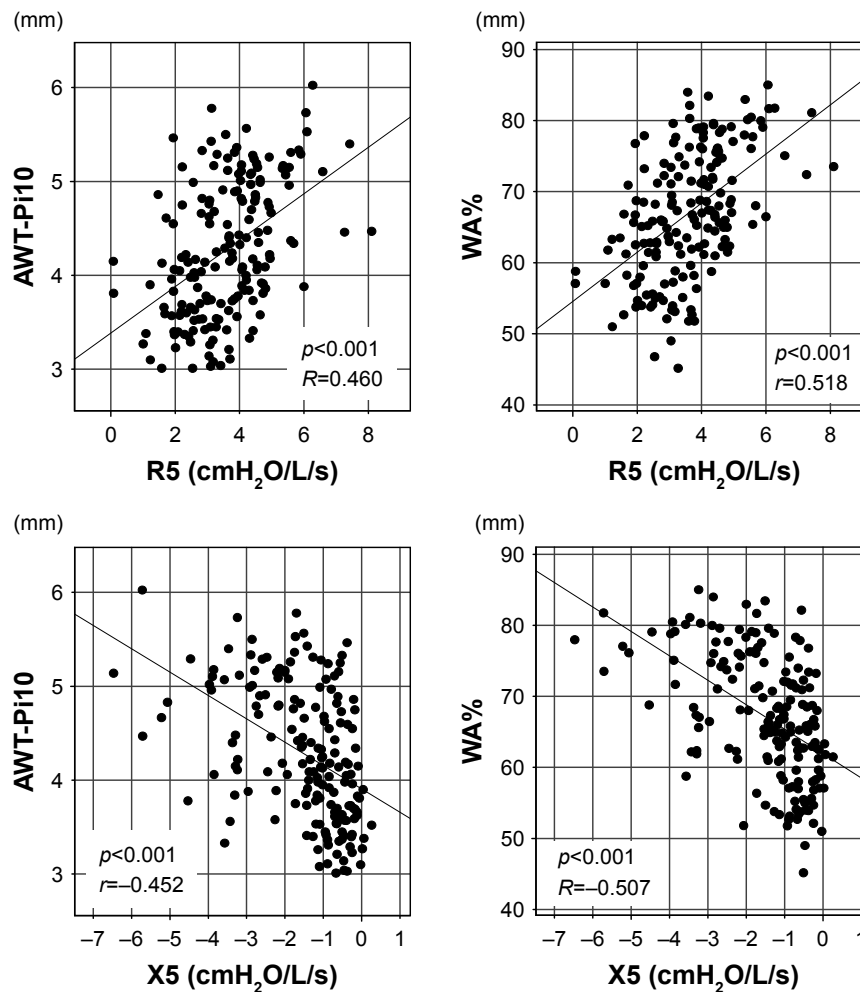 (mm)
6
5
4
3
AWT-Pi10
p<0.001
R=0.460
0 2 4 6 8
R5 (cmH₂O/L/s)
(mm)
90
80
70
60
50
40
WA%
p<0.001
r=0.518
0 2 4 6 8
R5 (cmH₂O/L/s)
(mm)
6
5
4
3
AWT-Pi10
p<0.001
r=–0.452
–7 –6 –5 –4 –3 –2 –1 0 1
X5 (cmH₂O/L/s)
(mm)
90
80
70
60
50
40
WA%
p<0.001
R=–0.507
–7 –6 –5 –4 –3 –2 –1 0 1
X5 (cmH₂O/L/s)